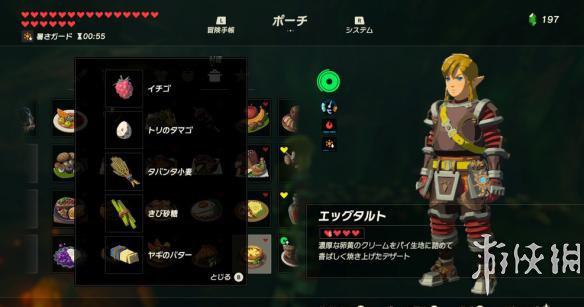 L
冒険手帳
ポーチ
R
システム
197
暑さガード
00:55
イチゴ
トリのタマゴ
タバンタ小麦
きび砂糖
ヤギのバター
とじる B
エッグタルト
濃厚な卵黄のクリームをパイ生地に詰めて
香ばしく焼き上げたデザート
游侠網